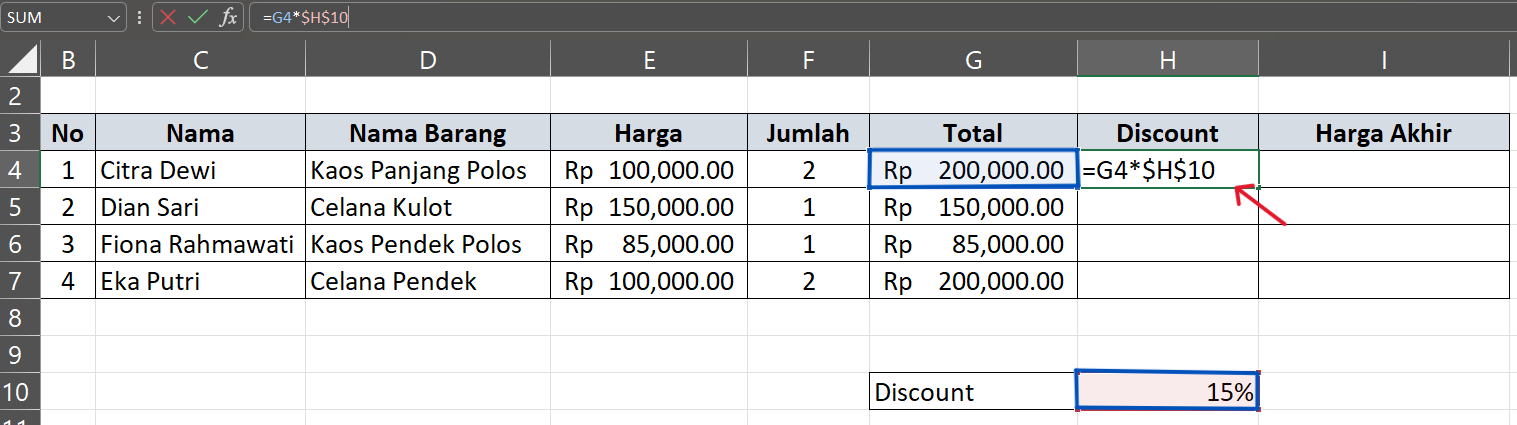 SUM fx =G4*$H$10
B C D E F G H I
2
3 No Nama Nama Barang Harga Jumlah Total Discount Harga Akhir
4 1 Citra Dewi Kaos Panjang Polos Rp 100,000.00 2 Rp 200,000.00 =G4*$H$10
5 2 Dian Sari Celana Kulot Rp 150,000.00 1 Rp 150,000.00
6 3 Fiona Rahmawati Kaos Pendek Polos Rp 85,000.00 1 Rp 85,000.00
7 4 Eka Putri Celana Pendek Rp 100,000.00 2 Rp 200,000.00
8
9
10 Discount 15%